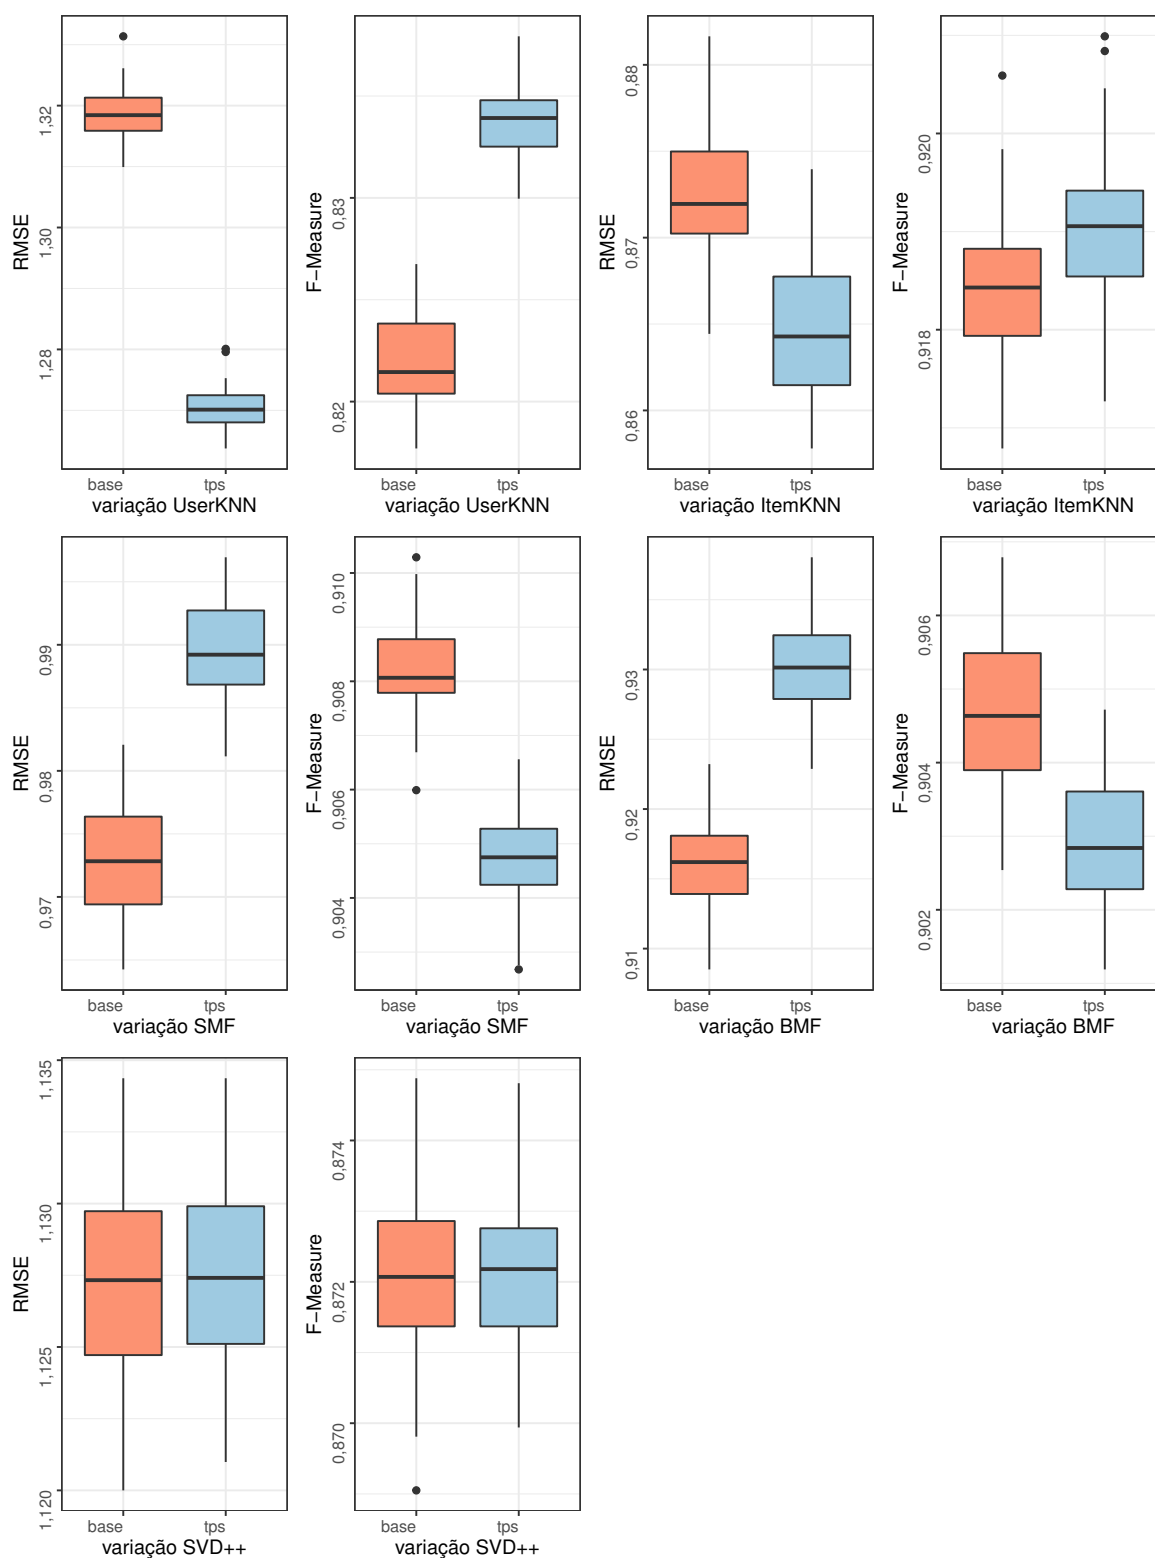 RMSE
1,32
1,30
1,28
base
tps
variação UserKNN
F−Measure
0,83
0,82
base
tps
variação UserKNN
RMSE
0,88
0,87
0,86
base
tps
variação ItemKNN
F−Measure
0,920
0,918
base
tps
variação ItemKNN
RMSE
0,99
0,98
0,97
base
tps
variação SMF
F−Measure
0,910
0,908
0,906
0,904
base
tps
variação SMF
RMSE
0,93
0,92
0,91
base
tps
variação BMF
F−Measure
0,906
0,904
0,902
base
tps
variação BMF
RMSE
1,135
1,130
1,125
1,120
base
tps
variação SVD++
F−Measure
0,874
0,872
0,870
base
tps
variação SVD++